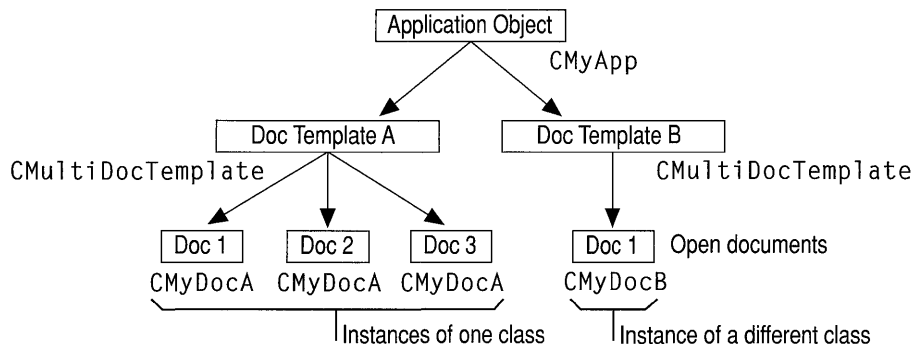 Application Object
CMyApp
Doc Template A
Doc Template B
CMultiDocTemplate
CMultiDocTemplate
Doc 1
Doc 2
Doc 3
Doc 1
Open documents
CMyDocA
CMyDocA
CMyDocA
CMyDocB
Instances of one class
Instance of a different class